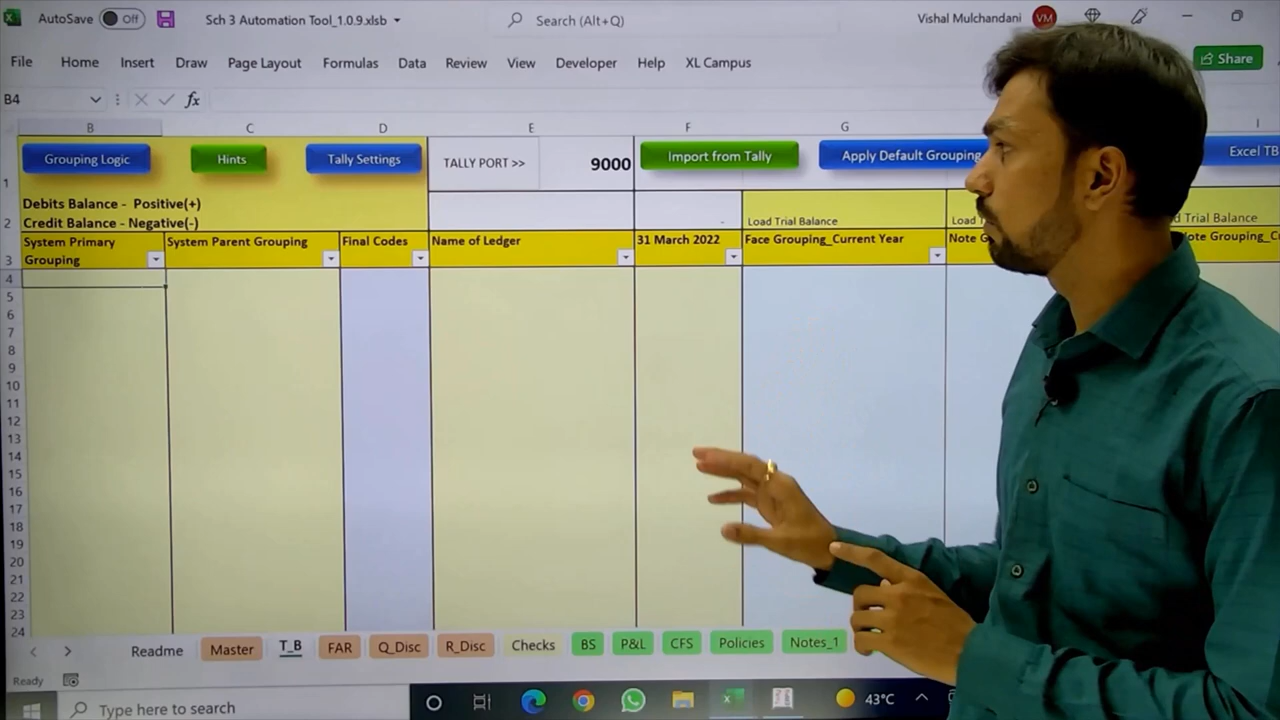 AutoSave Off Sch 3 Automation Tool_1.0.9.xlsb Search (Alt+Q) Vishal Mulchandani VM
File Home Insert Draw Page Layout Formulas Data Review View Developer Help XL Campus Share
B4 fx
B C D E F G I
Grouping Logic Hints Tally Settings TALLY PORT >> 9000 Import from Tally Apply Default Grouping Excel TB
1
Debits Balance - Positive(+)
Credit Balance - Negative(-)
2 - Load Trial Balance Load d Trial Balance
System Primary Grouping System Parent Grouping Final Codes Name of Ledger 31 March 2022 Face Grouping_Current Year Note G ote Grouping_C
3
4
5
6
7
8
9
10
11
12
13
14
15
16
17
18
19
20
21
22
23
24
Readme Master T_B FAR Q_Disc R_Disc Checks BS P&L CFS Policies Notes_1
Ready
Type here to search 43°C